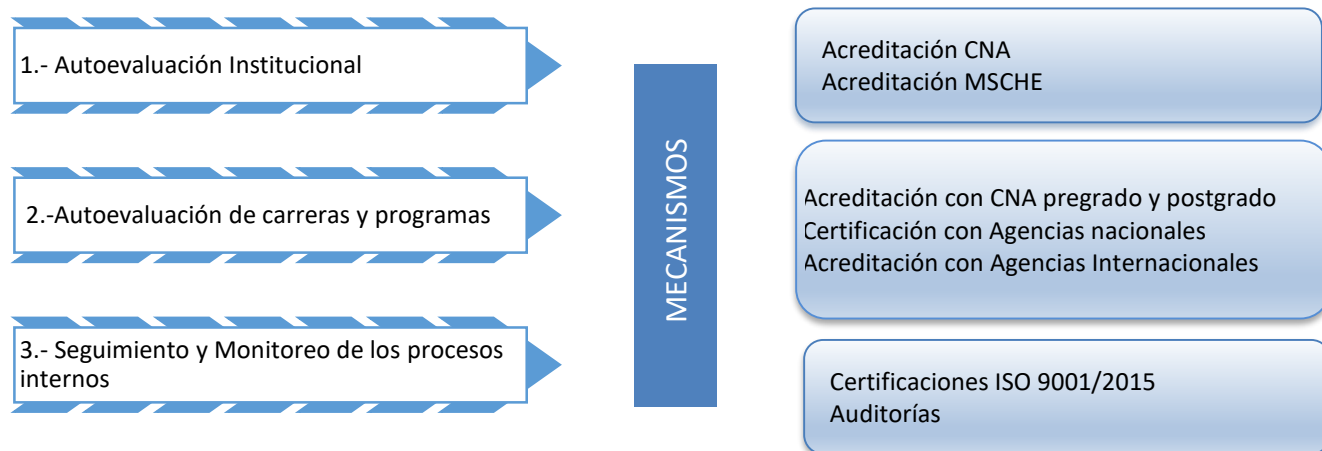 1.- Autoevaluación Institucional
2.-Autoevaluación de carreras y programas
3.- Seguimiento y Monitoreo de los procesos
internos
MECANISMOS
Acreditación CNA
Acreditación MSCHE
Acreditación con CNA pregrado y postgrado
Certificación con Agencias nacionales
Acreditación con Agencias Internacionales
Certificaciones ISO 9001/2015
Auditorías